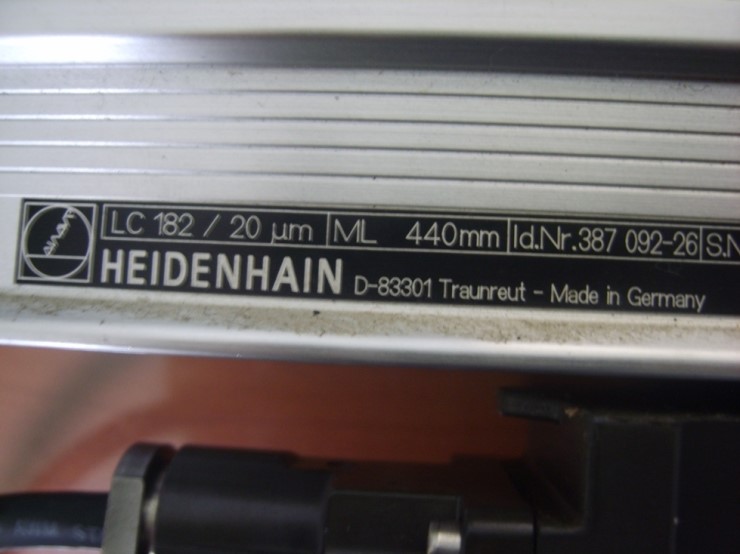 LC 182 / 20 µm ML 440mm Id.Nr.387 092-26 S.N
HEIDENHAIN D-83301 Traunreut - Made in Germany